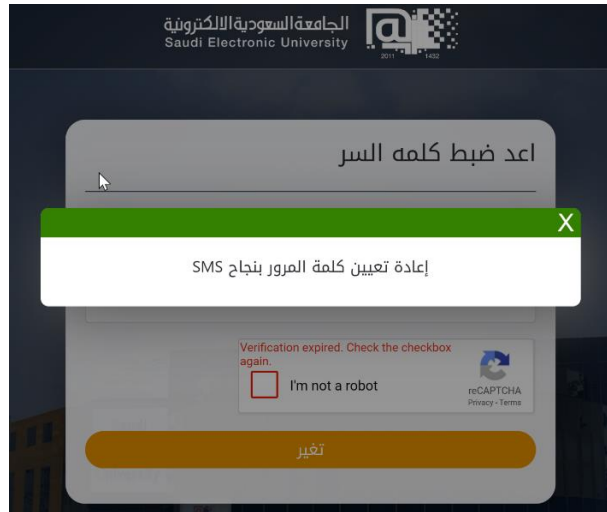 الجامعة السعودية الالكترونية
Saudi Electronic University
2011 1432
اعد ضبط كلمه السر
X
إعادة تعيين كلمة المرور بنجاح SMS
Verification expired. Check the checkbox
again.
I'm not a robot
reCAPTCHA
Privacy - Terms
تغير